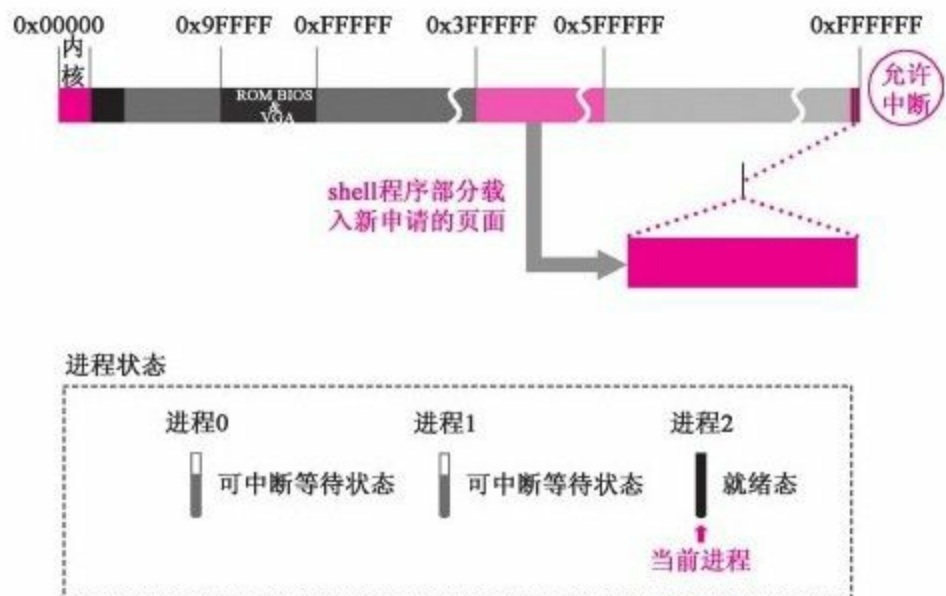 0x00000 0x9FFFF 0xFFFFF 0x3FFFFF 0x5FFFFF 0xFFFFFF
内
核
允许
中断
ROM BIOS
&
VGA
shell程序部分载
入新申请的页面
进程状态
进程0 进程1 进程2
可中断等待状态 可中断等待状态 就绪态
当前进程